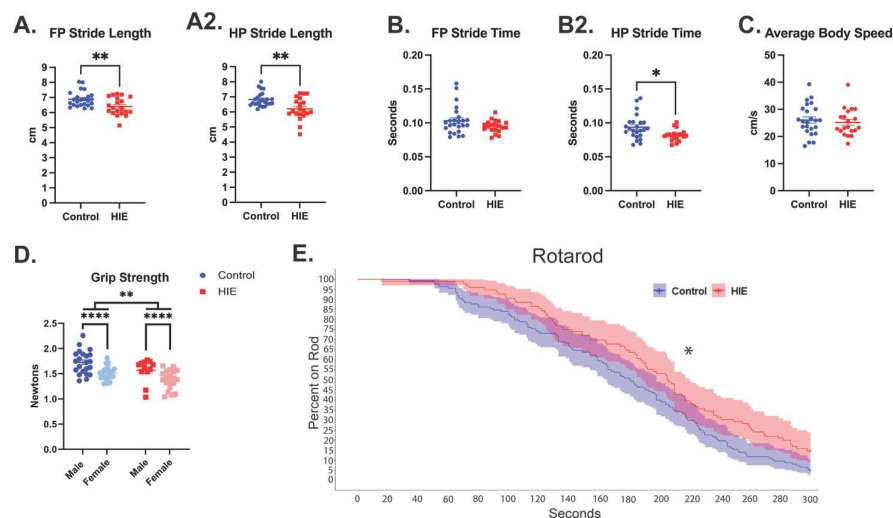 A. FP Stride Length
**
cm
9
8
7
6
5
4
3
2
1
0
Control HIE
A2. HP Stride Length
**
cm
9
8
7
6
5
4
3
2
1
0
Control HIE
B. FP Stride Time
Seconds
0.20
0.15
0.10
0.05
0.00
Control HIE
B2. HP Stride Time
*
Seconds
0.20
0.15
0.10
0.05
0.00
Control HIE
C. Average Body Speed
cm/s
50
40
30
20
10
0
Control HIE
D. Grip Strength
Control
HIE
**
**** ****
Newtons
2.5
2.0
1.5
1.0
0.5
0.0
Male Female Male Female
E. Rotarod
Control HIE
*
Percent on Rod
100
95
90
85
80
75
70
65
60
55
50
45
40
35
30
25
20
15
10
5
0
0 20 40 60 80 100 120 140 160 180 200 220 240 260 280 300
Seconds